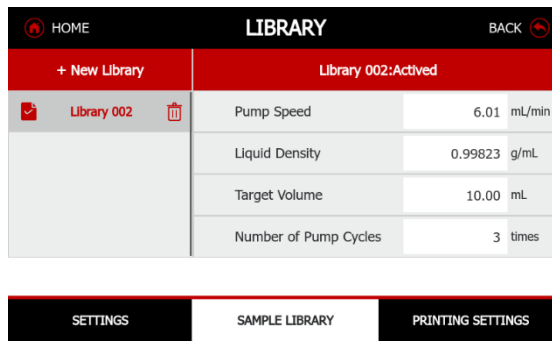 HOME LIBRARY BACK
+ New Library Library 002:Actived
Library 002 Pump Speed 6.01 mL/min
Liquid Density 0.99823 g/mL
Target Volume 10.00 mL
Number of Pump Cycles 3 times
SETTINGS SAMPLE LIBRARY PRINTING SETTINGS